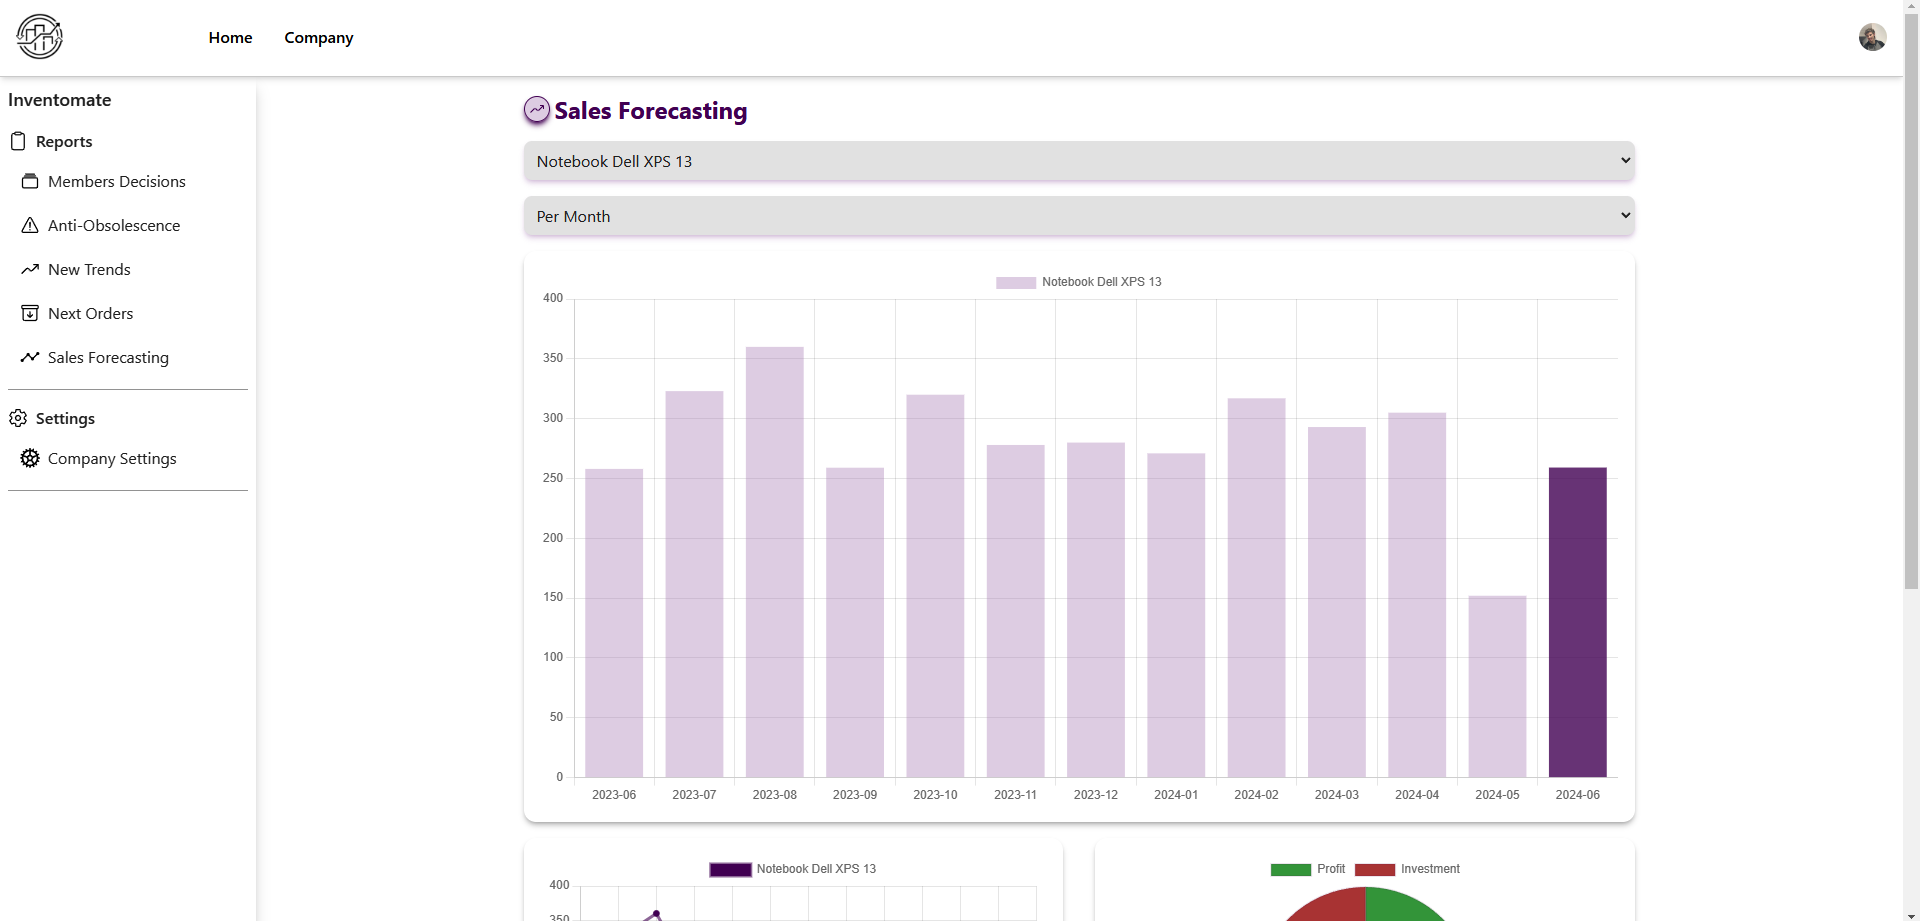 Home Company
Inventomate
Reports
Members Decisions
Anti-Obsolescence
New Trends
Next Orders
Sales Forecasting
Settings
Company Settings
Sales Forecasting
Notebook Dell XPS 13
Per Month
Notebook Dell XPS 13
400
350
300
250
200
150
100
50
0
2023-06 2023-07 2023-08 2023-09 2023-10 2023-11 2023-12 2024-01 2024-02 2024-03 2024-04 2024-05 2024-06
Notebook Dell XPS 13
400
350
Profit Investment